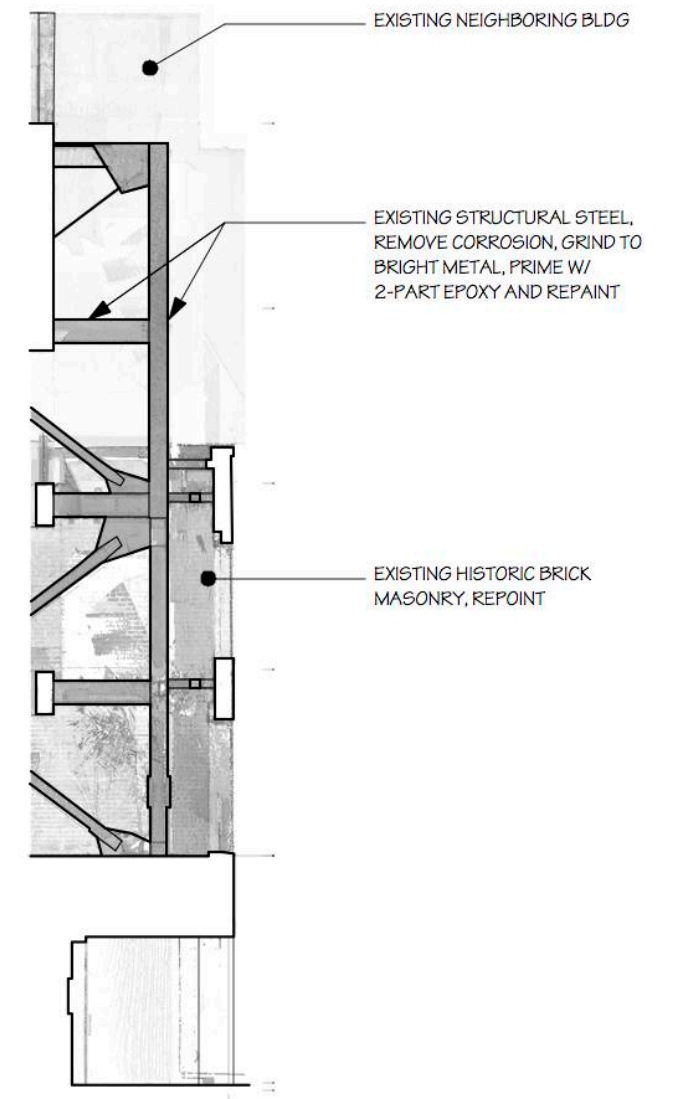 EXISTING NEIGHBORING BLDG
EXISTING STRUCTURAL STEEL,
REMOVE CORROSION, GRIND TO
BRIGHT METAL, PRIME W/
2-PART EPOXY AND REPAINT
EXISTING HISTORIC BRICK
MASONRY, REPOINT